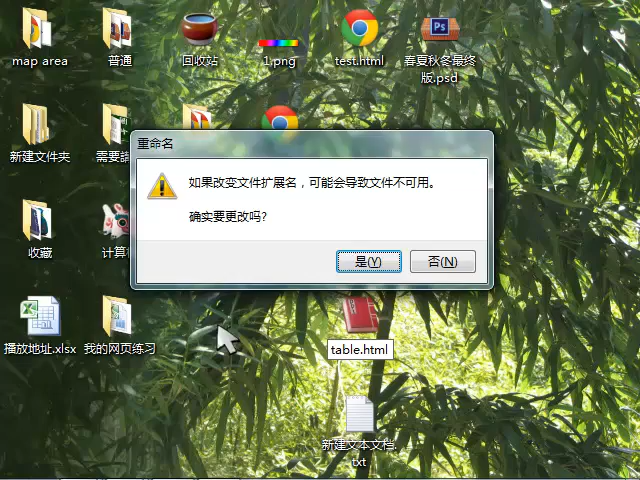 map area
普通
回收站
1.png
test.html
春夏秋冬最终
版.psd
Ps
新建文件夹
需要
重命名
如果改变文件扩展名，可能会导致文件不可用。
确实要更改吗?
是(Y)
否(N)
收藏
计算
播放地址.xlsx
我的网页练习
table.html
新建文本文档.
txt